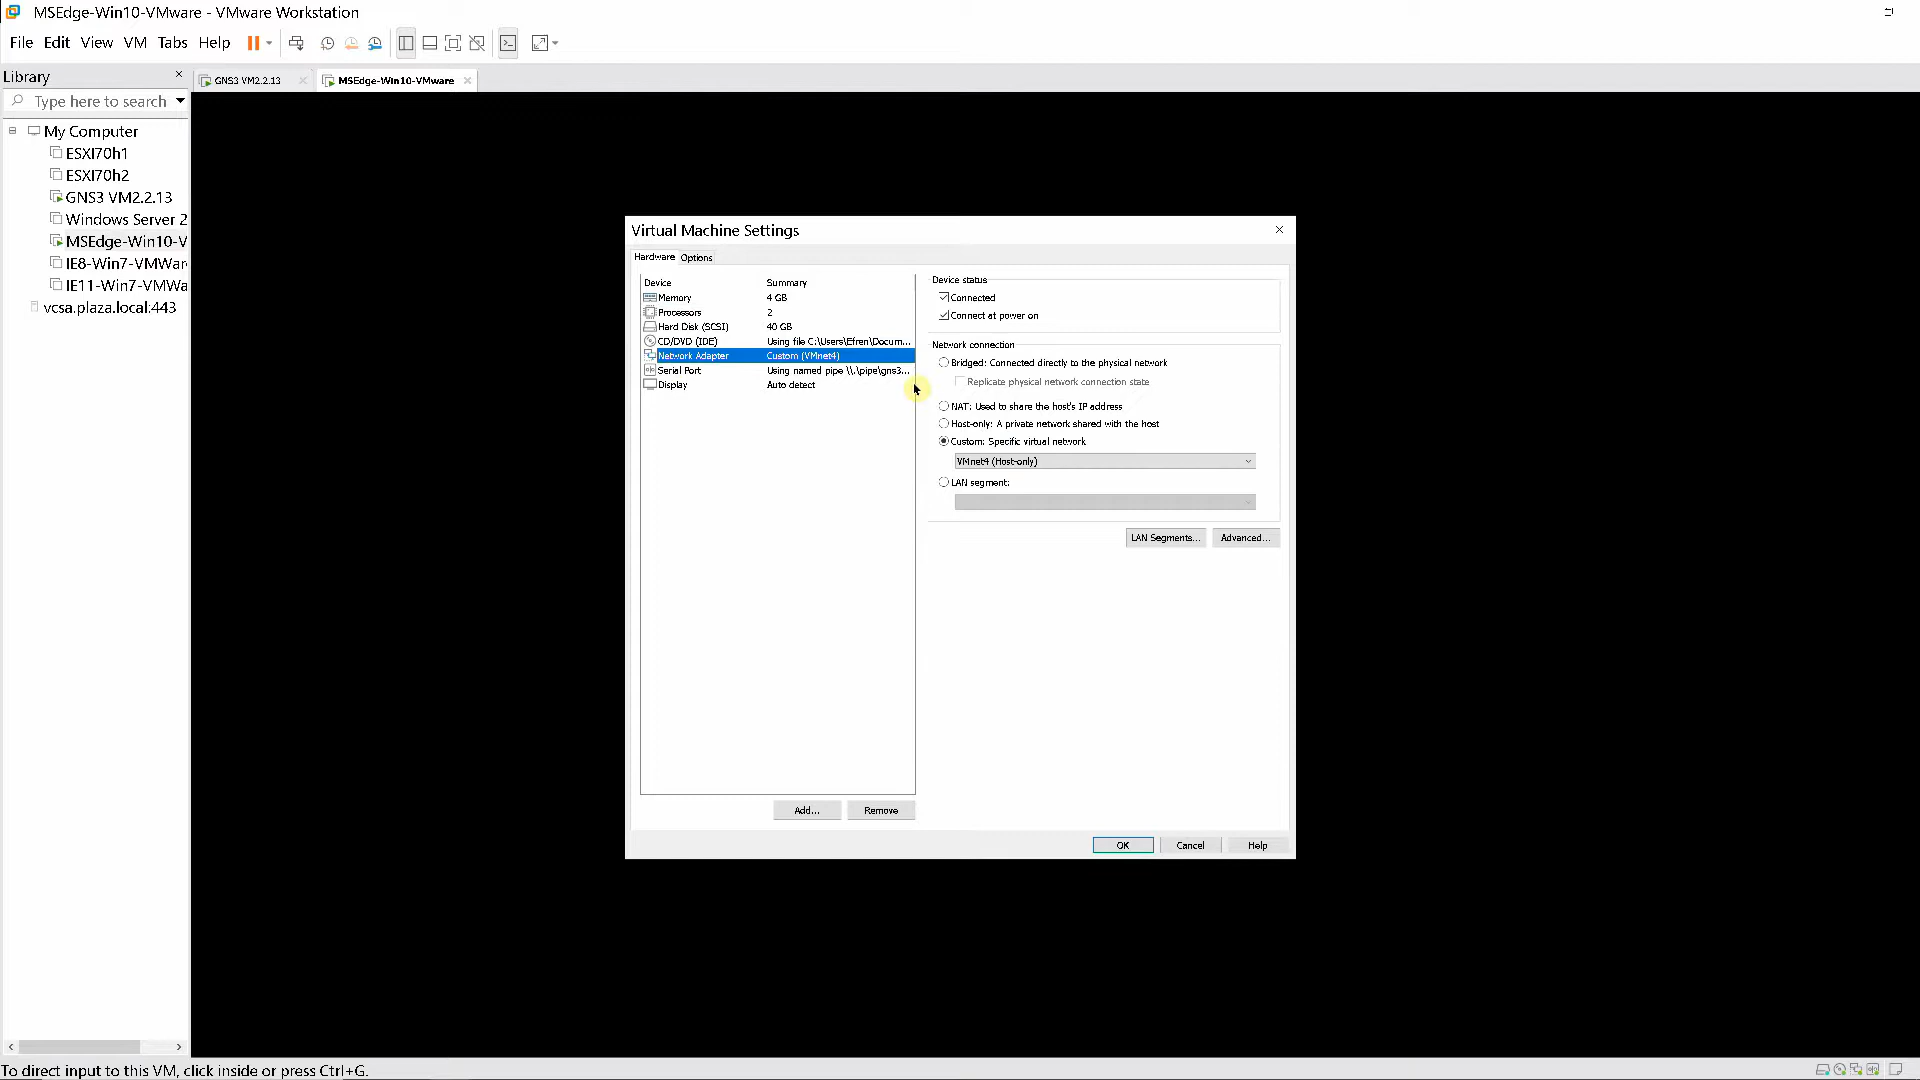 MSEdge-Win10-VMware - VMware Workstation
File Edit View VM Tabs Help
Library
Type here to search
My Computer
ESXI70h1
ESXI70h2
GNS3 VM2.2.13
Windows Server 2
MSEdge-Win10-V
IE8-Win7-VMWar
IE11-Win7-VMWa
vcsa.plaza.local:443
GNS3 VM2.2.13
MSEdge-Win10-VMware
Virtual Machine Settings
Hardware Options
Device Summary
Memory 4 GB
Processors 2
Hard Disk (SCSI) 40 GB
CD/DVD (IDE) Using file C:\Users\Efren\Docum...
Network Adapter Custom (VMnet4)
Serial Port Using named pipe \\.\pipe\gns3...
Display Auto detect
Add... Remove
Device status
Connected
Connect at power on
Network connection
Bridged: Connected directly to the physical network
Replicate physical network connection state
NAT: Used to share the host's IP address
Host-only: A private network shared with the host
Custom: Specific virtual network
VMnet4 (Host-only)
LAN segment:
LAN Segments... Advanced...
OK Cancel Help
To direct input to this VM, click inside or press Ctrl+G.